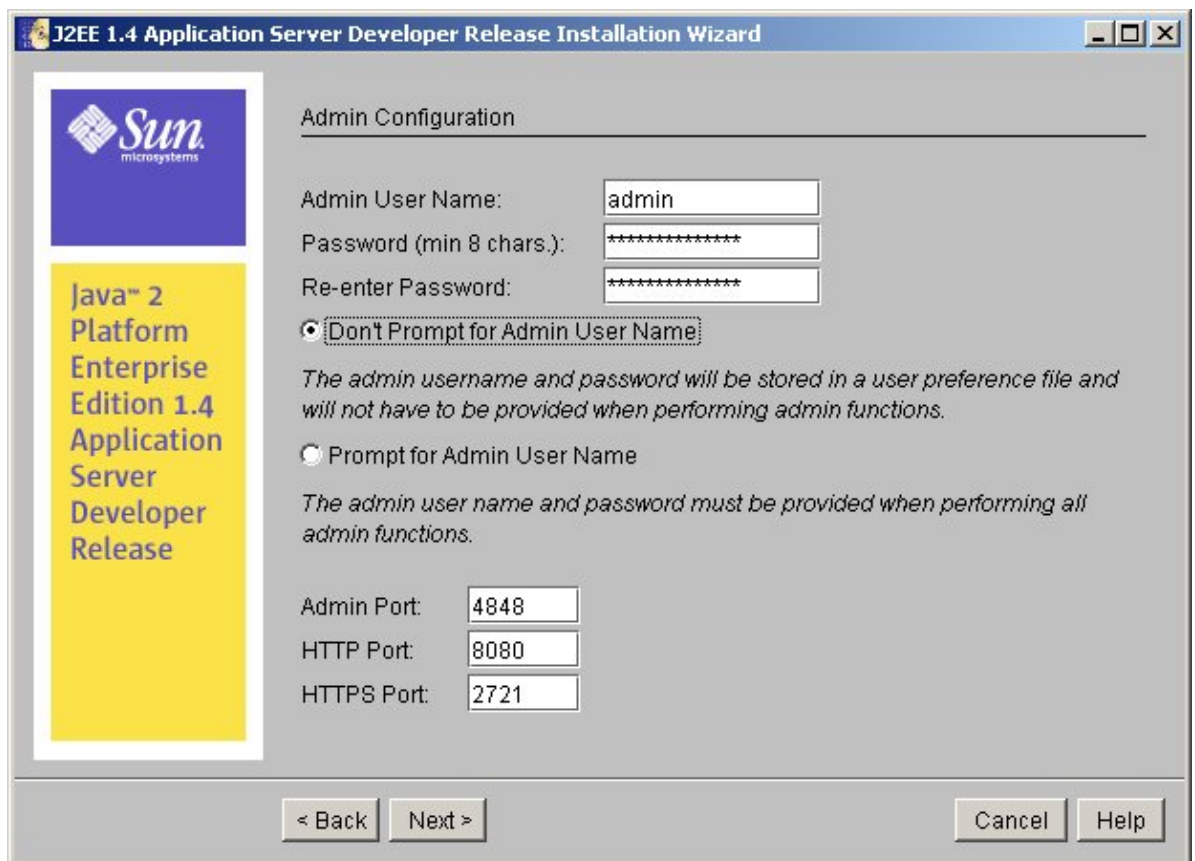 J2EE 1.4 Application Server Developer Release Installation Wizard
Sun
microsystems
Java™ 2
Platform
Enterprise
Edition 1.4
Application
Server
Developer
Release
Admin Configuration
Admin User Name: admin
Password (min 8 chars.): **************
Re-enter Password: **************
Don't Prompt for Admin User Name
The admin username and password will be stored in a user preference file and
will not have to be provided when performing admin functions.
Prompt for Admin User Name
The admin user name and password must be provided when performing all
admin functions.
Admin Port: 4848
HTTP Port: 8080
HTTPS Port: 2721
< Back Next > Cancel Help